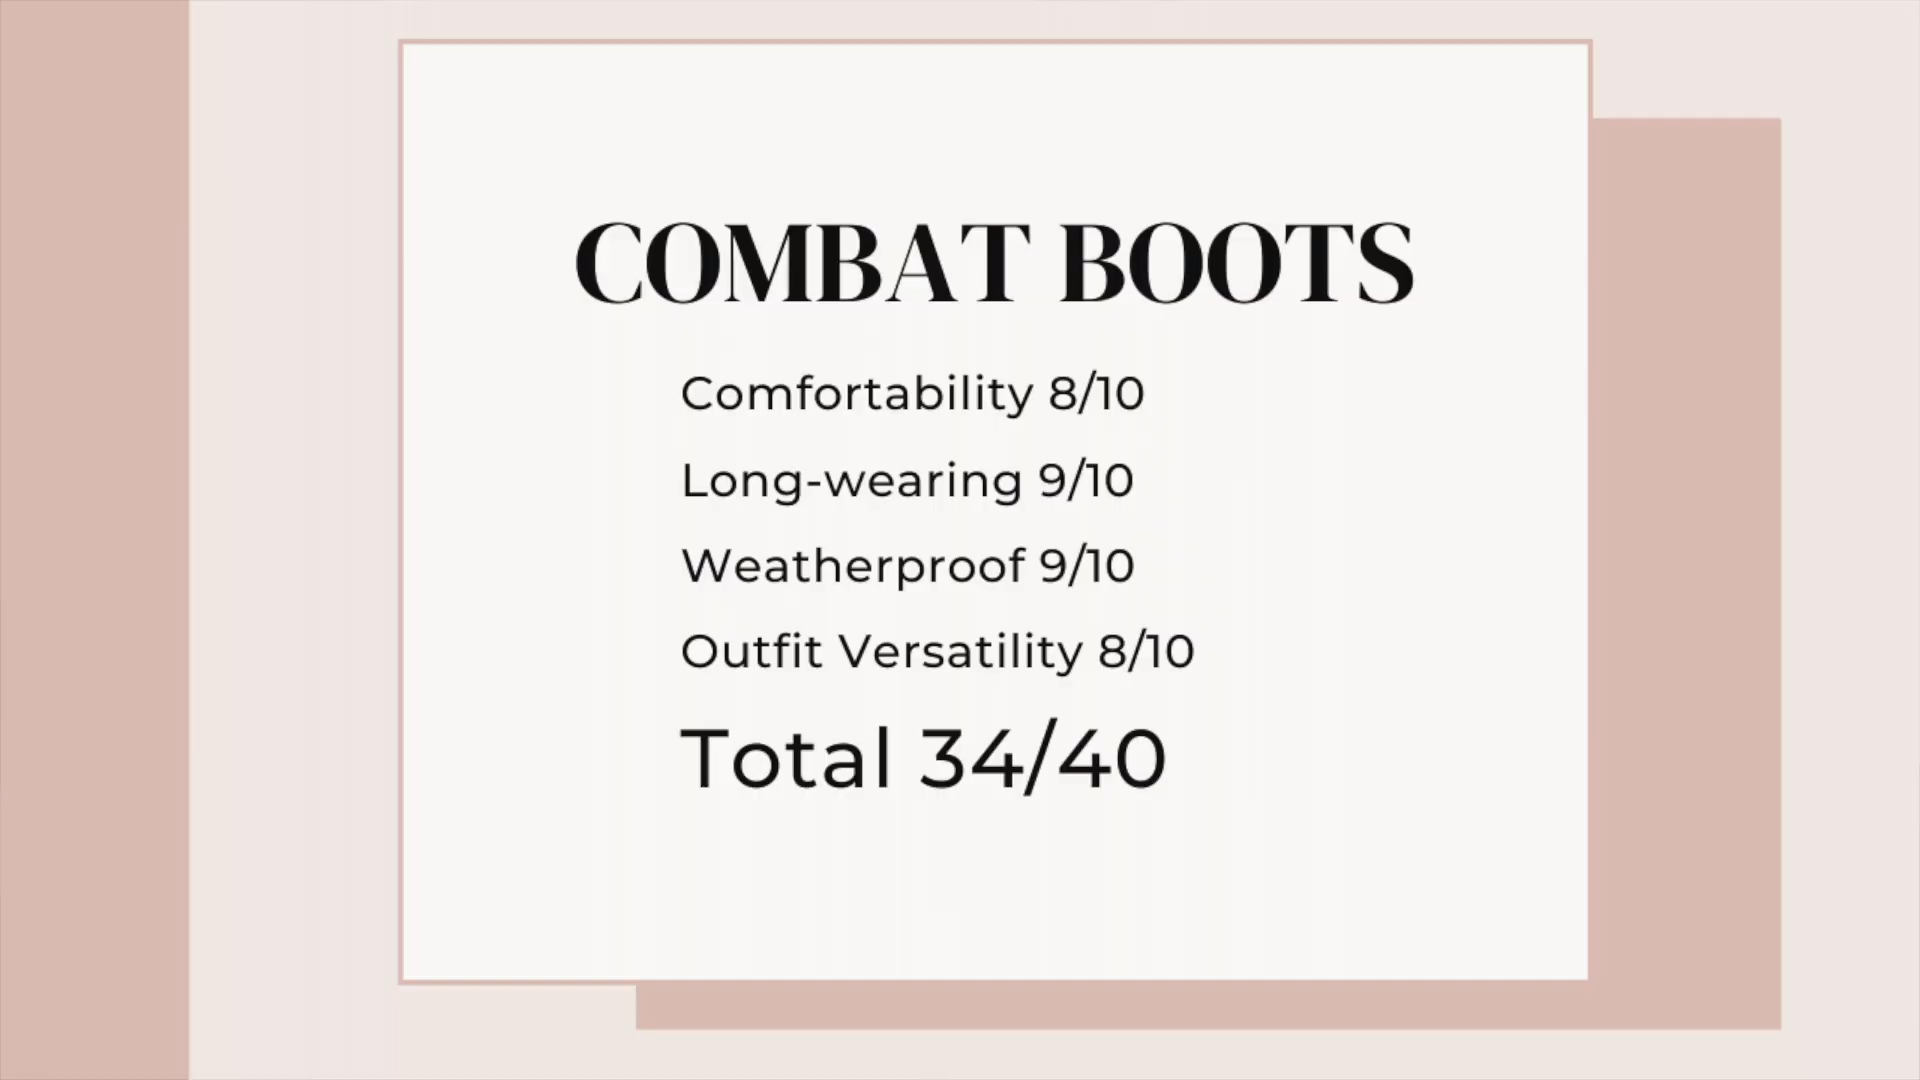 COMBAT BOOTS
Comfortability 8/10
Long-wearing 9/10
Weatherproof 9/10
Outfit Versatility 8/10
Total 34/40